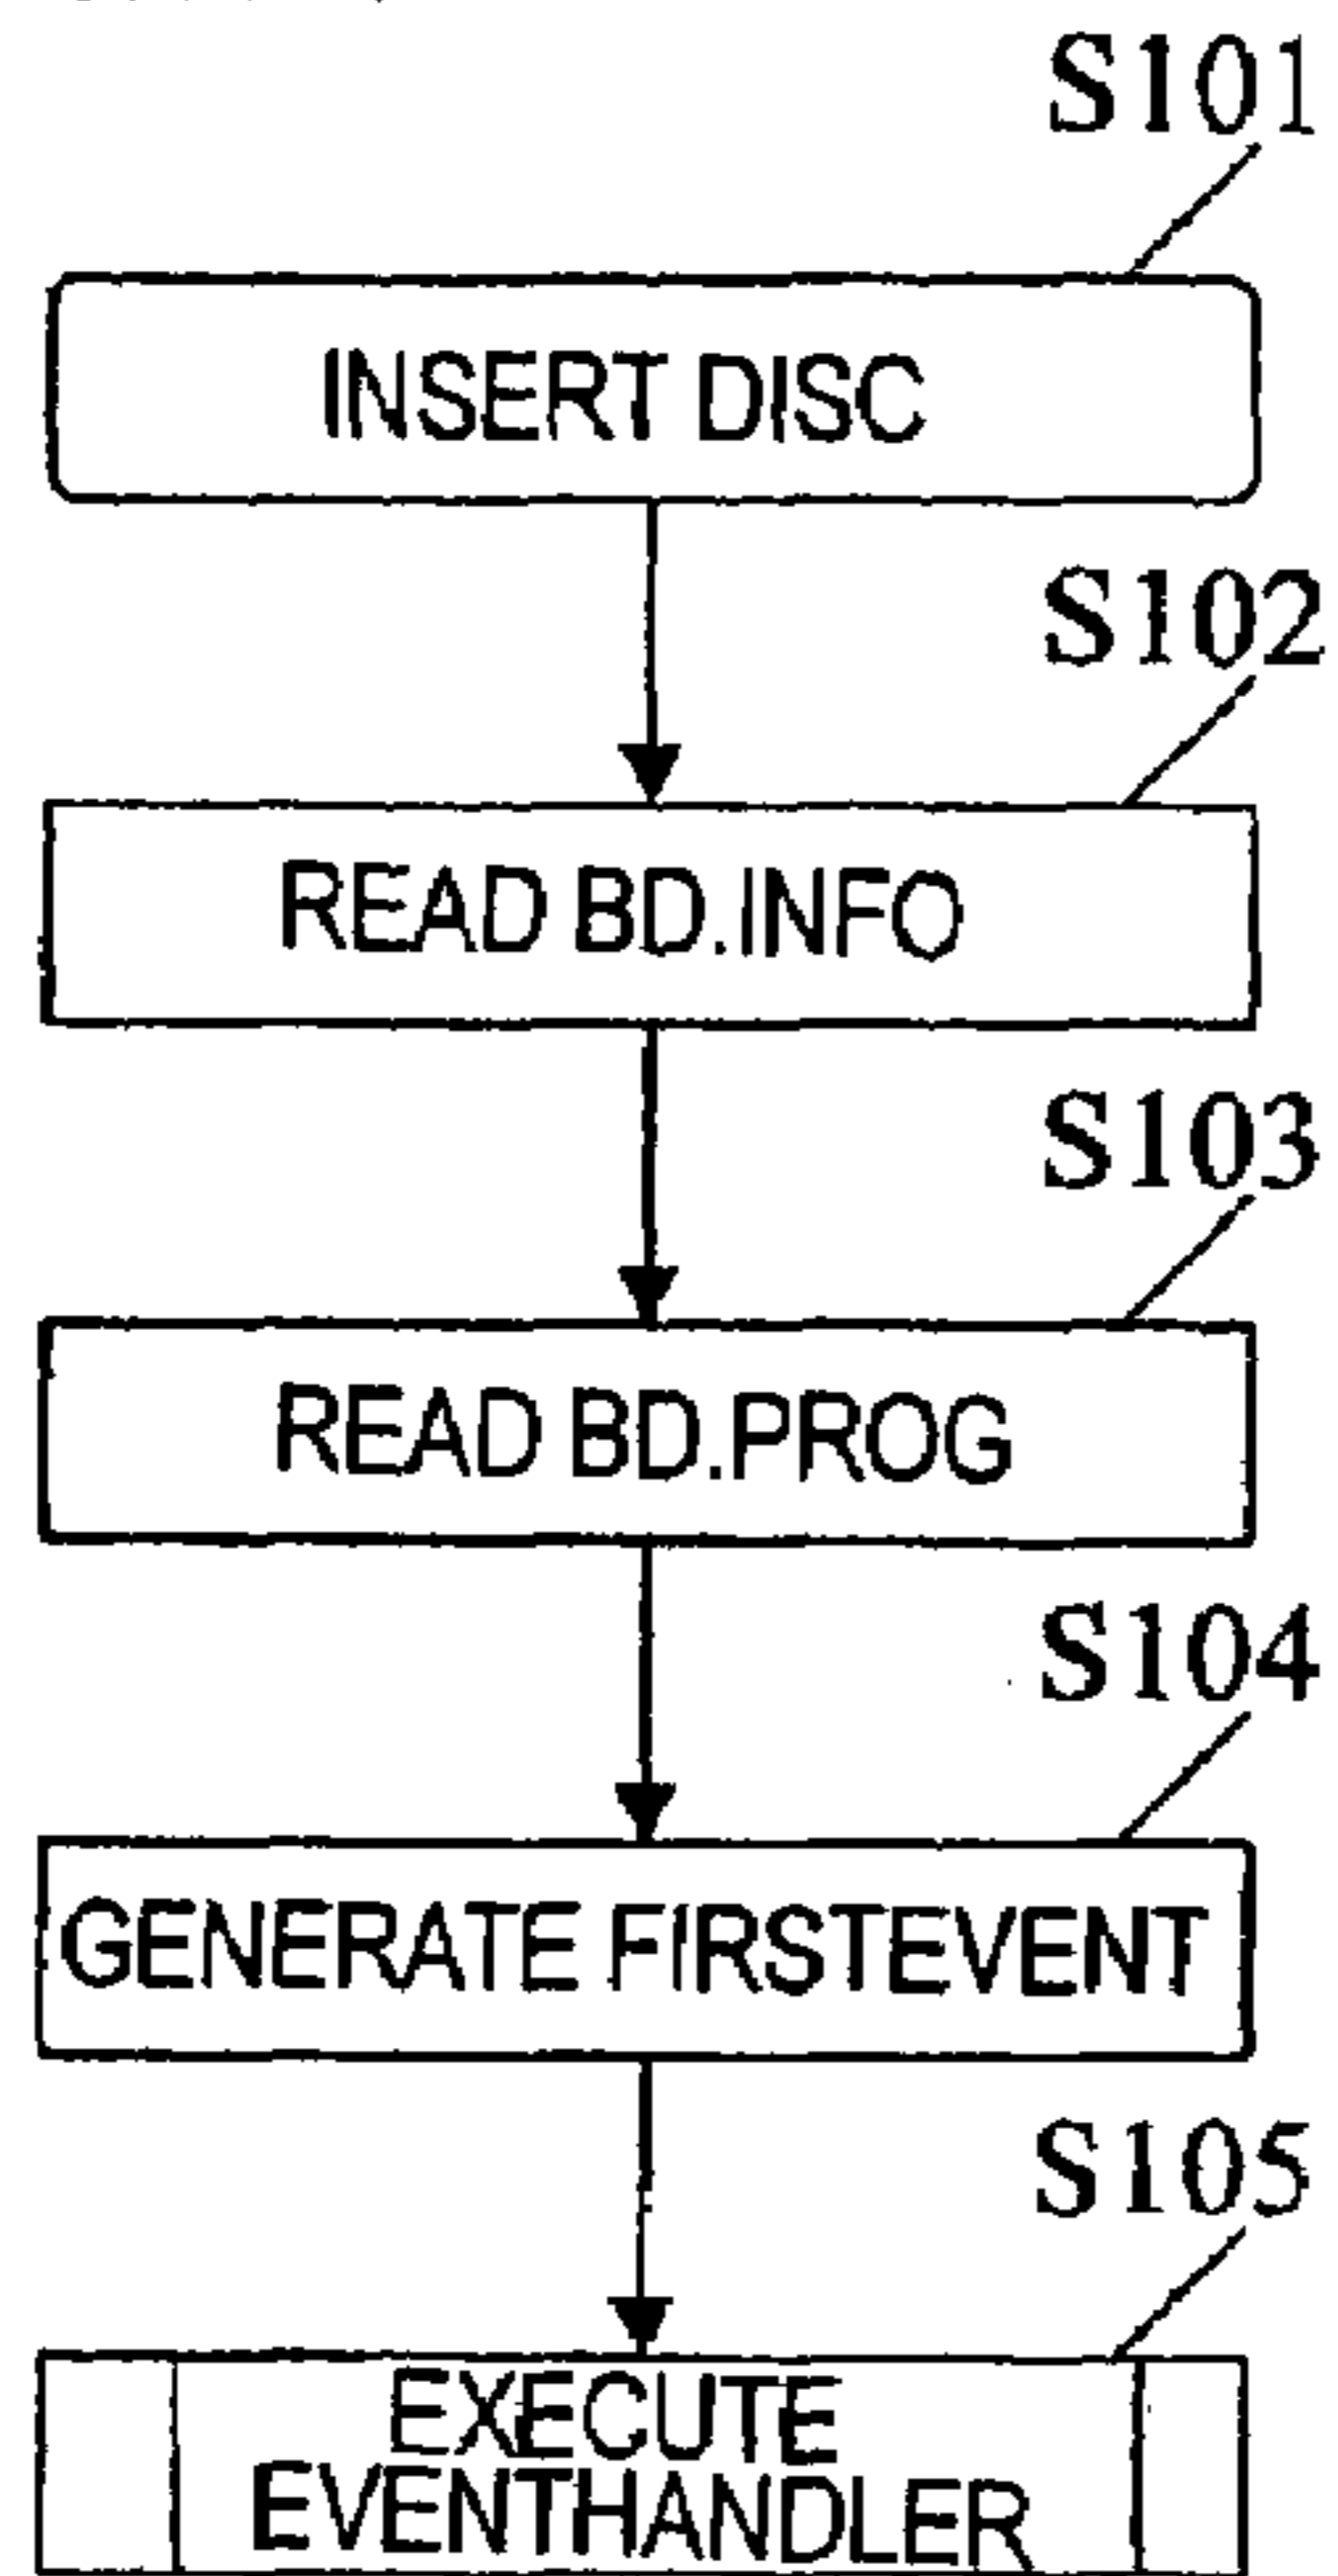 S101
INSERT DISC
S102
READ BD.INFO
S103
READ BD.PROG
S104
GENERATE FIRSTEVENT
S105
EXECUTE
EVENTHANDLER